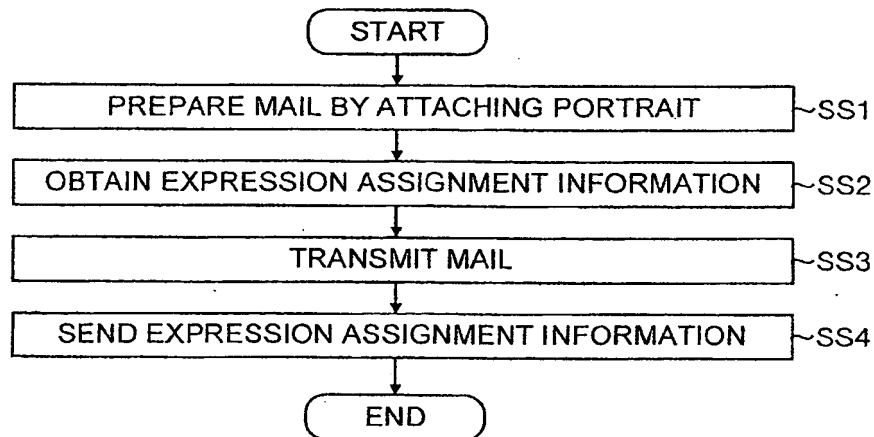 START
PREPARE MAIL BY ATTACHING PORTRAIT ~SS1
OBTAIN EXPRESSION ASSIGNMENT INFORMATION ~SS2
TRANSMIT MAIL ~SS3
SEND EXPRESSION ASSIGNMENT INFORMATION ~SS4
END